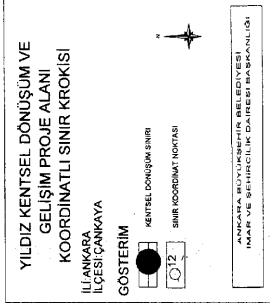 YILDIZ KENTSEL DÖNÜŞÜM VE
GELİŞİM PROJE ALANI
KOORDİNATLI SINIR KROKİSİ
İLİ:ANKARA
İLÇESİ:ÇANKAYA
GÖSTERİM
KENTSEL DÖNÜŞÜM SINIRI
12
SINIR KOORDİNAT NOKTASI
N
ANKARA BÜYÜKŞEHİR BELEDİYESİ
İMAR VE ŞEHİRCİLİK DAİRESİ BAŞKANLIĞI